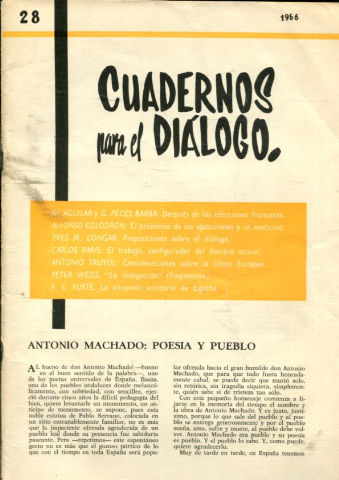 28
1966
CUADERNOS
para el DIÁLOGO.
M. AGUILAR y G. PECES BARBA: Después de las elecciones francesas.
ALFONSO COLODRON: El problema de las oposiciones y la medicina.
YVES M. CONGAR: Proposiciones sobre el diálogo.
CARLOS PARIS: El trabajo, configurador del hombre actual.
ANTONIO TRUYOL: Consideraciones sobre la Unión Europea.
PETER WEISS: "La indagación" (fragmentos).
F. S. YUSTE: La situación sanitaria de España.
ANTONIO MACHADO: POESIA Y PUEBLO
AL bueno de don Antonio Machado —bueno
en el buen sentido de la palabra—, uno
de los poetas universales de España, Baeza,
uno de los pueblos andaluces donde melancó-
licamente, con sobriedad, con sencillez, ejer-
ció durante cinco años la difícil pedagogía del
bien, quiere levantarle un monumento, un an-
ticipo de monumento, se supone, pues esta
noble estatua de Pablo Serrano, colocada en
un sitio entrañablemente familiar, no es más
que la impaciente ofrenda agradecida de un
pueblo leal donde su presencia fue sabiduría
paseante. Pero —repetimos— este espontáneo
gesto no es más que el gozoso pórtico de lo
que con el tiempo en toda España será popu-
lar ofrenda hacia el gran humilde don Antonio
Machado, que para que todo fuera honrada-
mente cabal, se puede decir que murió solo,
sin retórica, sin tragedia siquiera, simplemen-
te, quién sabe si de tristeza tan sólo.
Con este pequeño homenaje comienza a fi-
jarse en la memoria del tiempo el nombre y
la obra de Antonio Machado. Y es justo, justí-
simo, porque lo que sale del pueblo y al pue-
blo se entrega generosamente y por el pueblo
sueña, ama, sufre y muere, al pueblo debe vol-
ver. Antonio Machado era pueblo y su poesía
es pueblo. Y el pueblo lo sabe. Y, como puede,
quiere agradecerlo.
Muy de tarde en tarde, en España tenemos